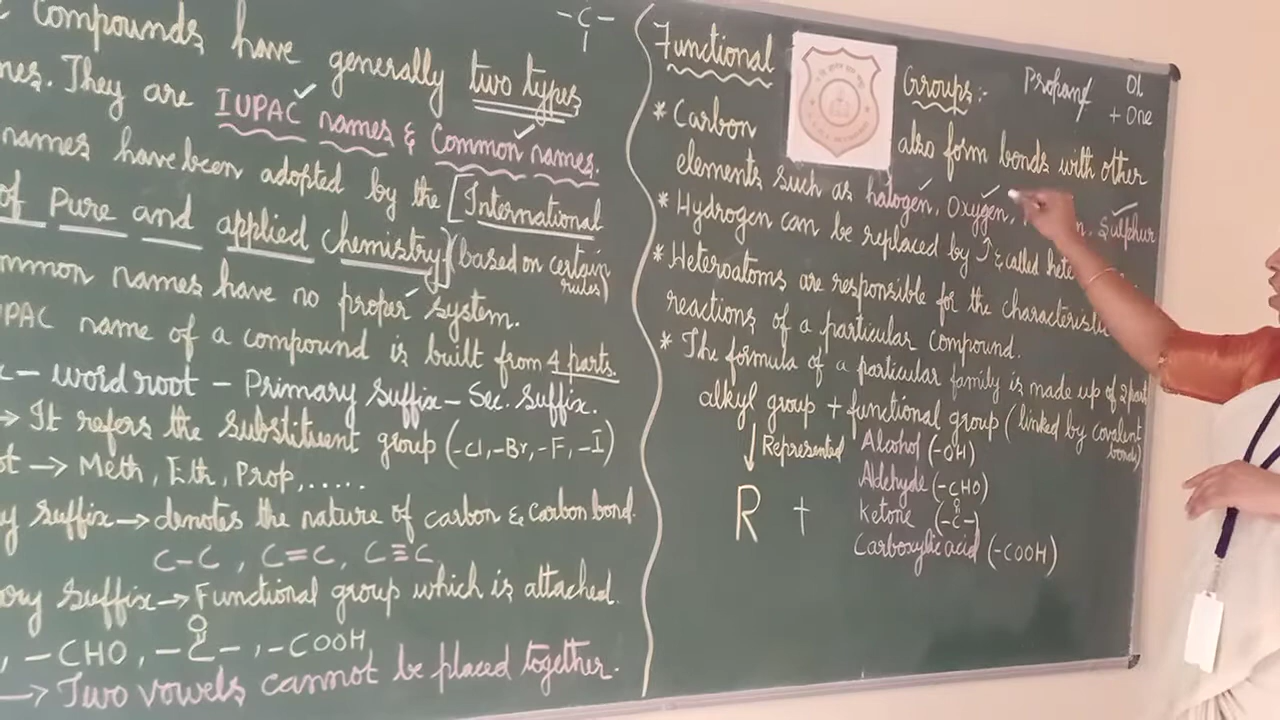 Compounds have generally two types
They are IUPAC names & Common names.
names have been adopted by the [International
of Pure and applied Chemistry] (based on certain rules)
names have no proper system.
name of a compound is built from 4 parts.
– word root – Primary Suffix – Sec. Suffix.
→ It refers the substituent group (-Cl, -Br, -F, -I)
→ Meth, Eth, Prop, .....
suffix → denotes the nature of carbon & Carbon bond.
C-C, C=C, C≡C
suffix → Functional group which is attached.
O
, -CHO, -C-, -COOH
→ Two vowels cannot be placed together.
-C-
Functional Groups:-
Propane Ol
+ One
* Carbon also form bonds with other
elements such as halogen, Oxygen, n, Sulphur
* Hydrogen can be replaced by ↑ & called
* Heteroatoms are responsible for the
reactions of a particular compound.
* The formula of a particular family is made up of 2
alkyl group + functional group (linked by covalent bonds)
↓ Represented
R +
Alcohol (-OH)
Aldehyde (-CHO)
O
Ketone (-C-)
Carboxylic acid (-COOH)